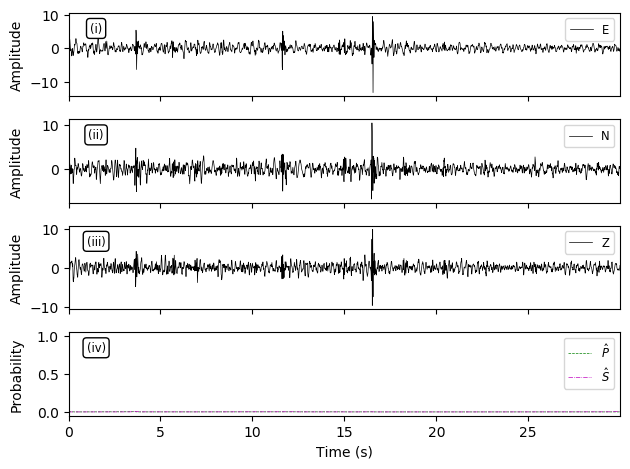 10
0
−10
Amplitude
(i)
E
10
0
Amplitude
(ii)
N
10
0
−10
Amplitude
(iii)
Z
1.0
0.5
0.0
Probability
(iv)
P̂
Ŝ
0 5 10 15 20 25
Time (s)